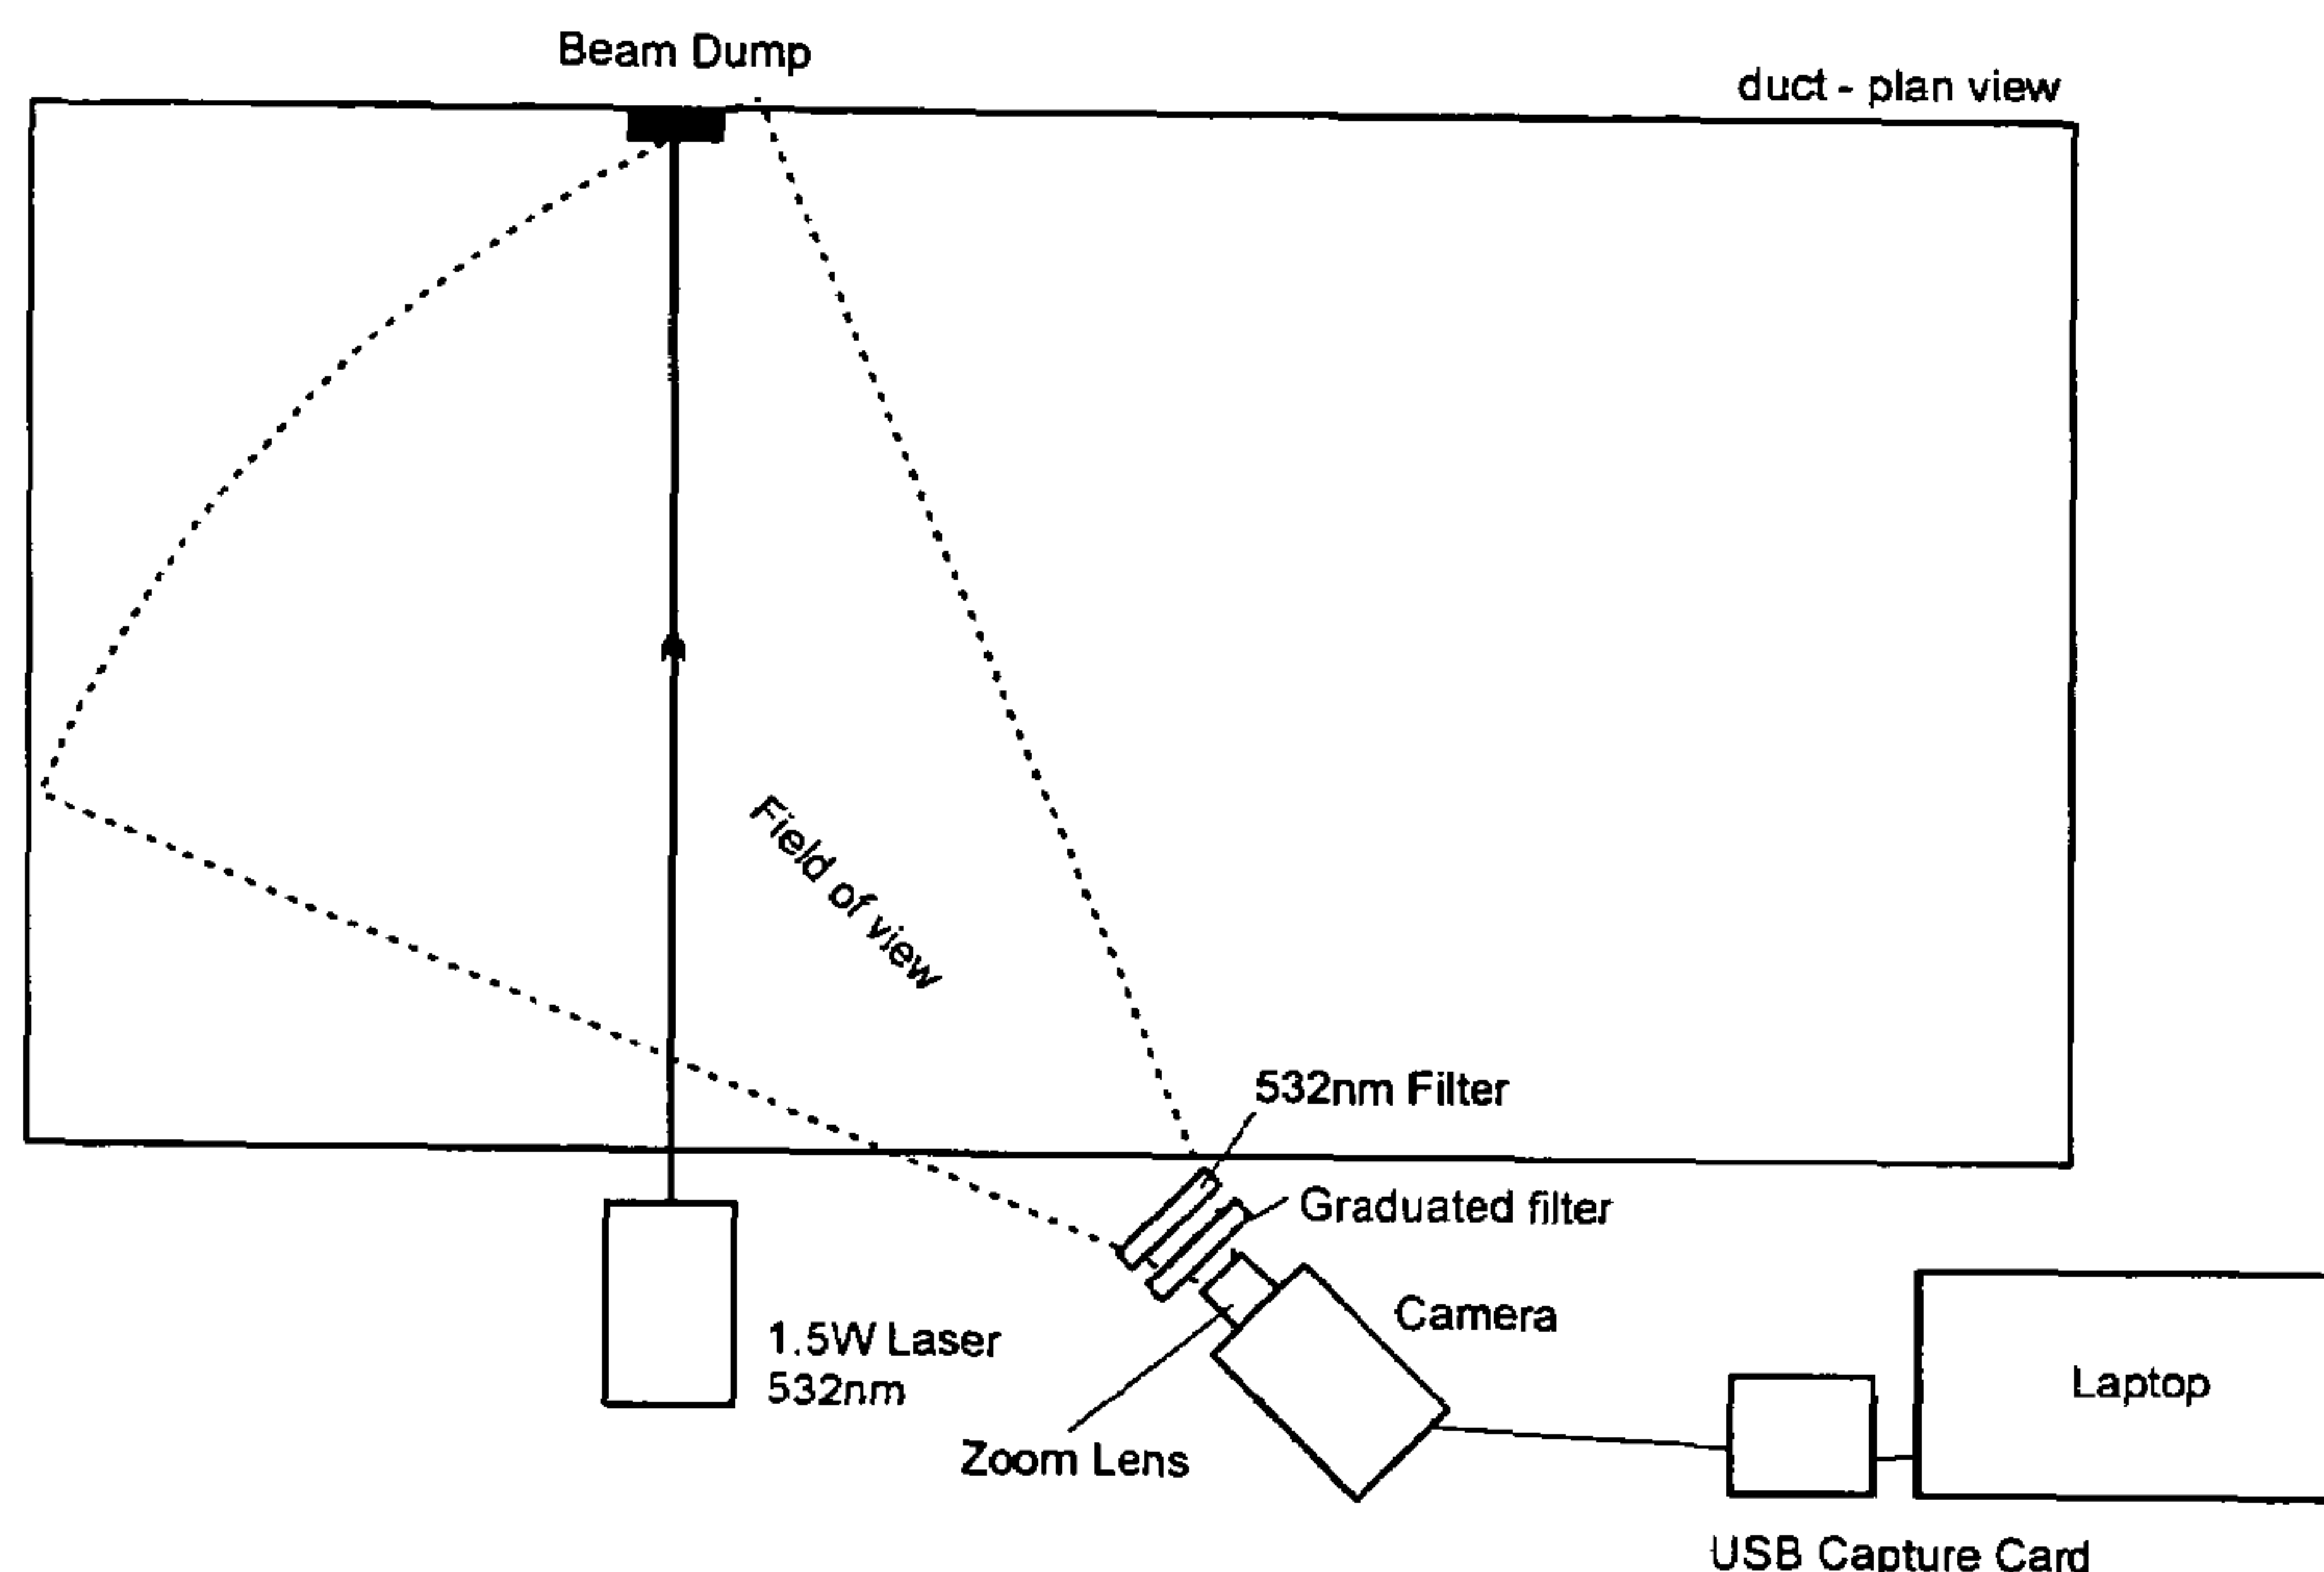 Beam Dump
duct - plan view
Field of view
532nm Filter
Graduated filter
Camera
1.5W Laser
532nm
Zoom Lens
Laptop
USB Capture Card